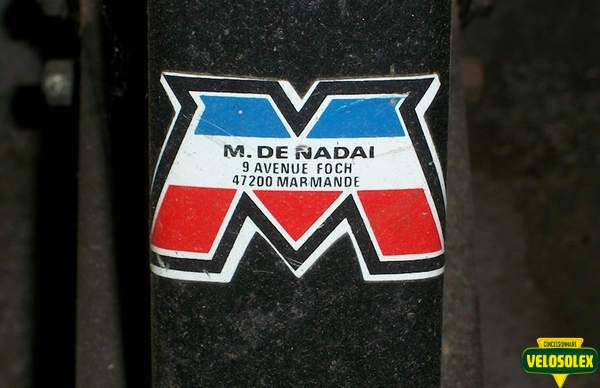 M. DE NADAI
9 AVENUE FOCH
47200 MARMANDE
CONCESSIONNAIRE
VELOSOLEX